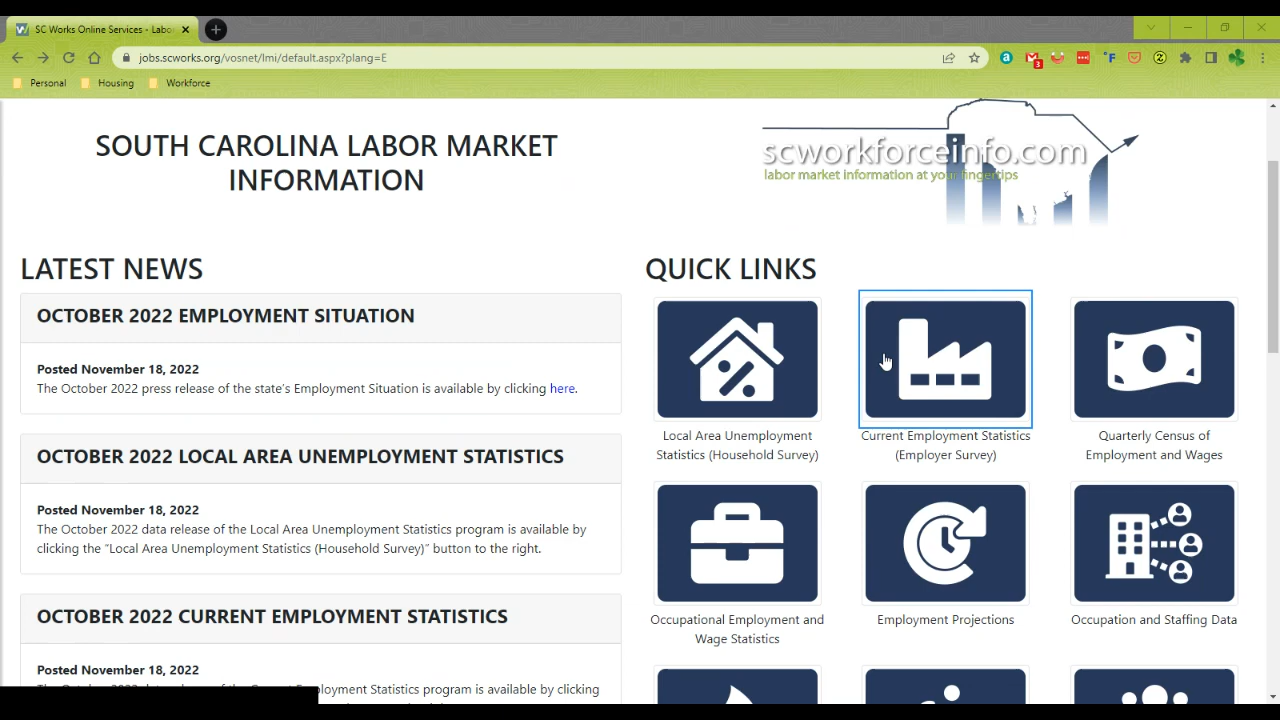 SC Works Online Services - Labo
jobs.scworks.org/vosnet/lmi/default.aspx?plang=E
3
Personal
Housing
Workforce
SOUTH CAROLINA LABOR MARKET
INFORMATION
scworkforceinfo.com
labor market information at your fingertips
LATEST NEWS
OCTOBER 2022 EMPLOYMENT SITUATION
Posted November 18, 2022
The October 2022 press release of the state's Employment Situation is available by clicking here.
OCTOBER 2022 LOCAL AREA UNEMPLOYMENT STATISTICS
Posted November 18, 2022
The October 2022 data release of the Local Area Unemployment Statistics program is available by
clicking the “Local Area Unemployment Statistics (Household Survey)” button to the right.
OCTOBER 2022 CURRENT EMPLOYMENT STATISTICS
Posted November 18, 2022
Employment Statistics program is available by clicking
QUICK LINKS
Local Area Unemployment
Statistics (Household Survey)
Current Employment Statistics
(Employer Survey)
Quarterly Census of
Employment and Wages
Occupational Employment and
Wage Statistics
Employment Projections
Occupation and Staffing Data